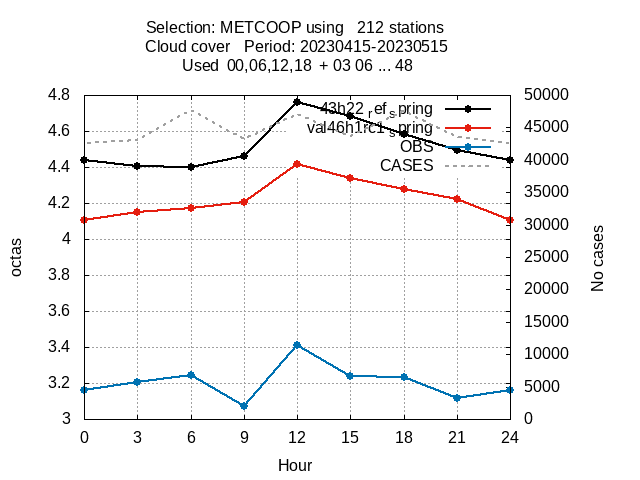 Selection: METCOOP using   212 stations
Cloud cover   Period: 20230415-20230515
Used  00,06,12,18  + 03 06 ... 48
43h22ref_spring
val46h1rc1spring
OBS
CASES
4.8
4.6
4.4
4.2
4
3.8
3.6
3.4
3.2
3
octas
50000
45000
40000
35000
30000
25000
20000
15000
10000
5000
0
No cases
0 3 6 9 12 15 18 21 24
Hour